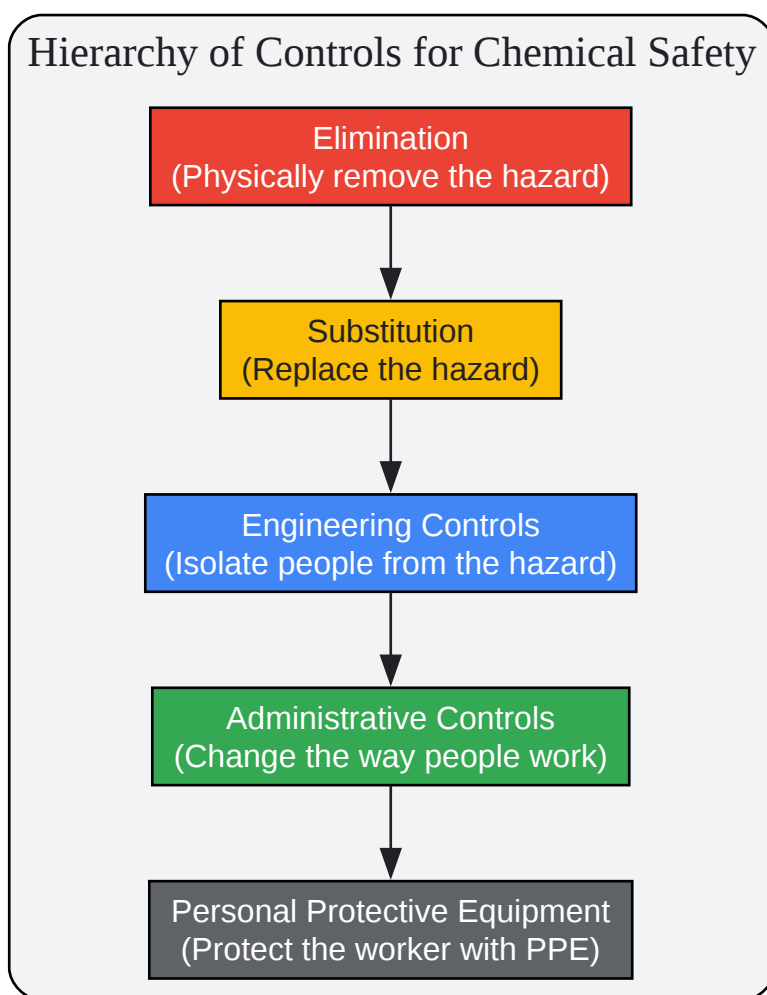 Hierarchy of Controls for Chemical Safety
Elimination
(Physically remove the hazard)
Substitution
(Replace the hazard)
Engineering Controls
(Isolate people from the hazard)
Administrative Controls
(Change the way people work)
Personal Protective Equipment
(Protect the worker with PPE)